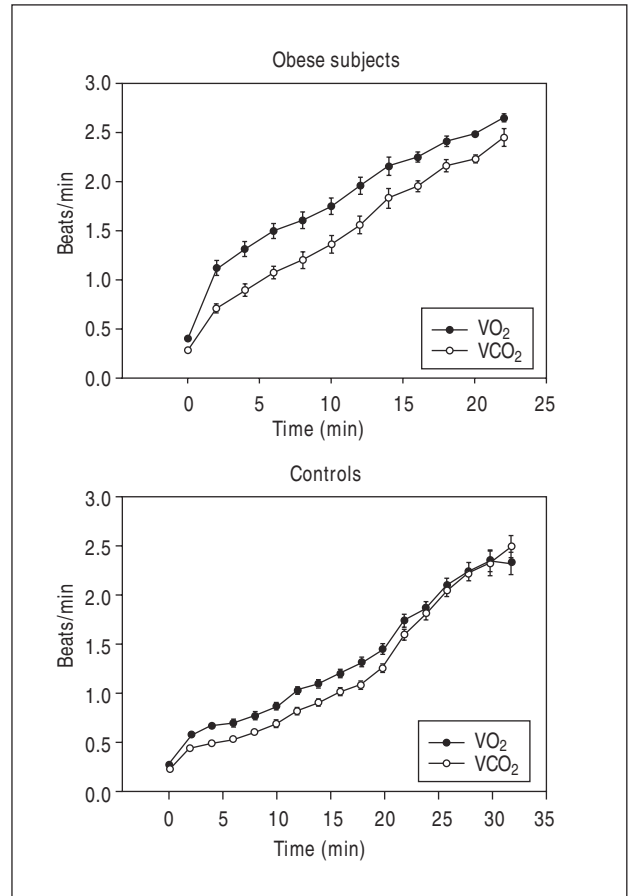 Obese subjects
Beats/min
3.0
2.5
2.0
1.5
1.0
0.5
0.0
VO₂
VCO₂
0 5 10 15 20 25
Time (min)
Controls
Beats/min
3.0
2.5
2.0
1.5
1.0
0.5
0.0
VO₂
VCO₂
0 5 10 15 20 25 30 35
Time (min)